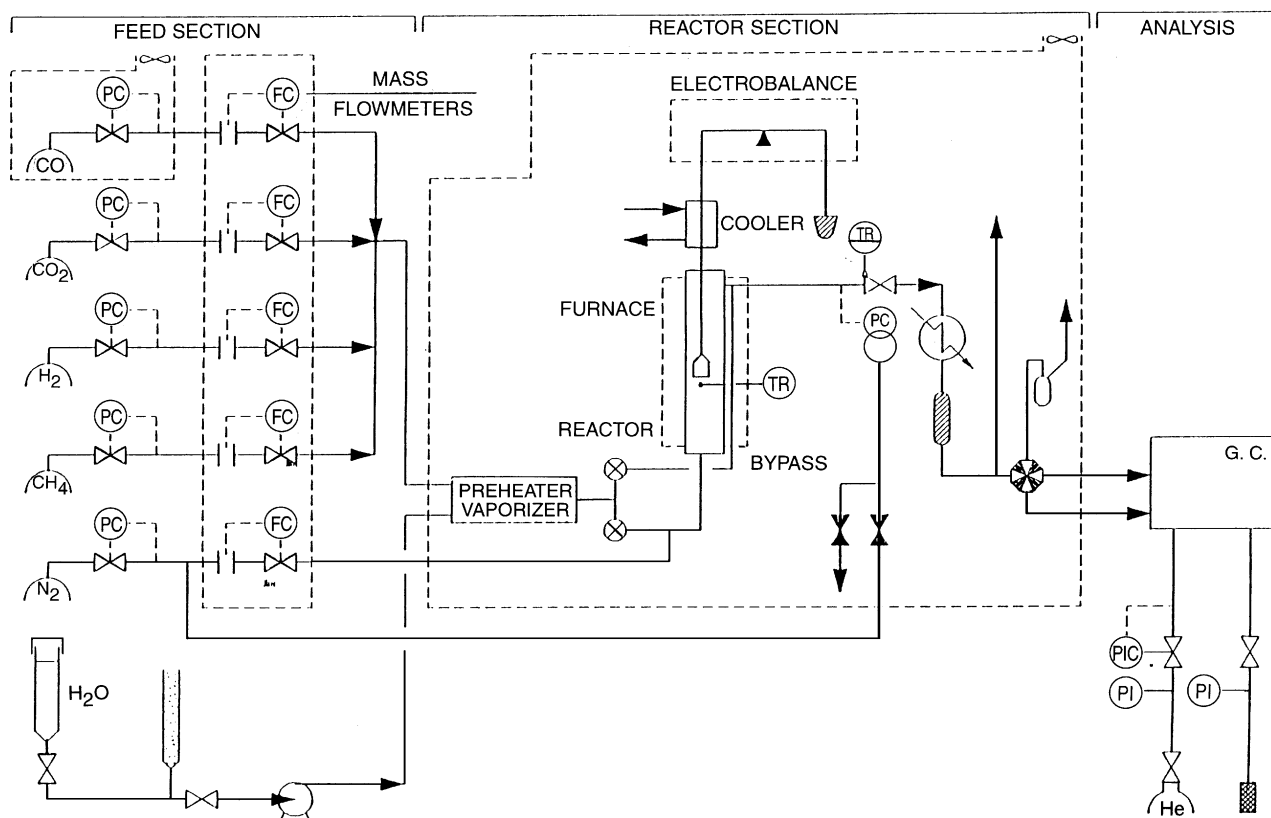 FEED SECTION
REACTOR SECTION
ANALYSIS
PC
FC
MASS
FLOWMETERS
CO
ELECTROBALANCE
PC
FC
CO2
COOLER
TR
PC
FC
H2
FURNACE
PC
TR
PC
FC
CH4
REACTOR
BYPASS
G. C.
PREHEATER
VAPORIZER
PC
FC
N2
H2O
PIC
PI
PI
He